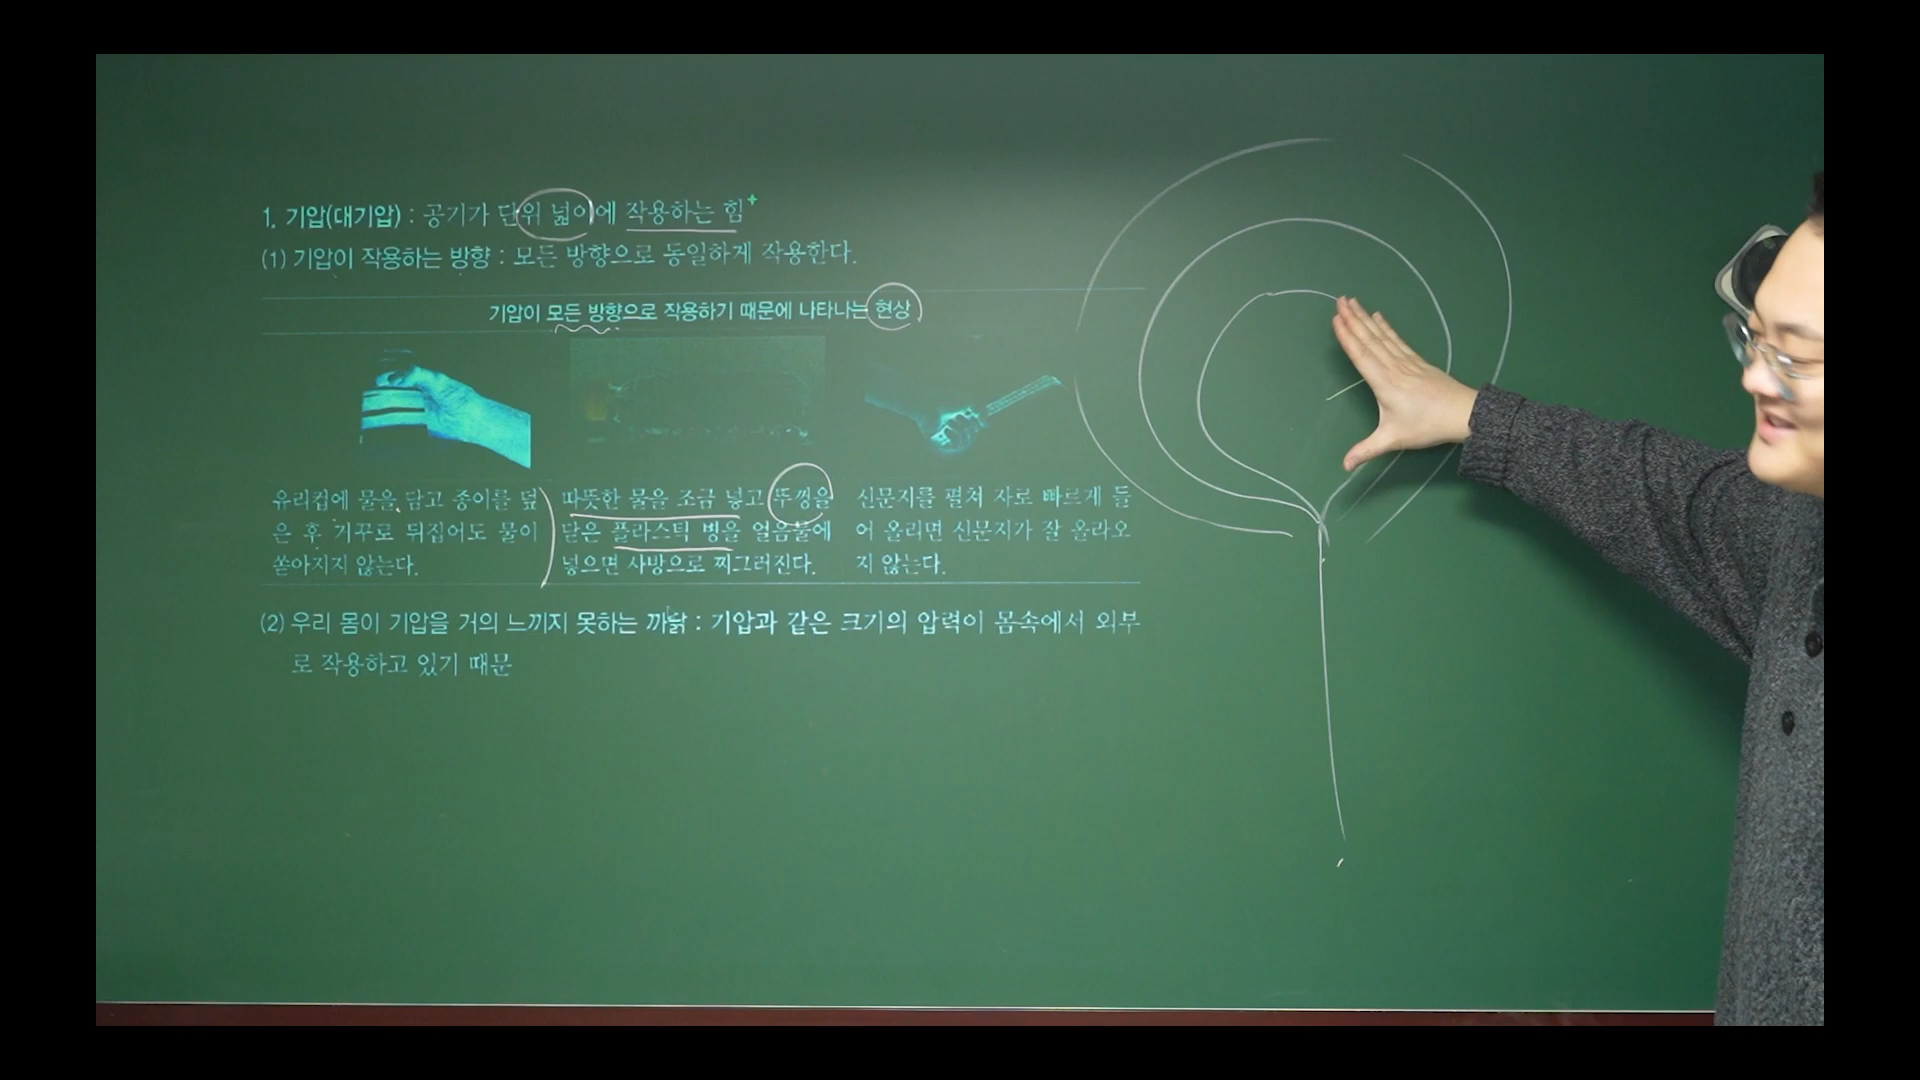 1. 기압(대기압) : 공기가 단위 넓이에 작용하는 힘+
(1) 기압이 작용하는 방향 : 모든 방향으로 동일하게 작용한다.
기압이 모든 방향으로 작용하기 때문에 나타나는 현상
유리컵에 물을 담고 종이를 덮
은 후 거꾸로 뒤집어도 물이
쏟아지지 않는다.
따뜻한 물을 조금 넣고 뚜껑을
닫은 플라스틱 병을 얼음물에
넣으면 사방으로 찌그러진다.
신문지를 펼쳐 자로 빠르게 들
어 올리면 신문지가 잘 올라오
지 않는다.
(2) 우리 몸이 기압을 거의 느끼지 못하는 까닭 : 기압과 같은 크기의 압력이 몸속에서 외부
로 작용하고 있기 때문